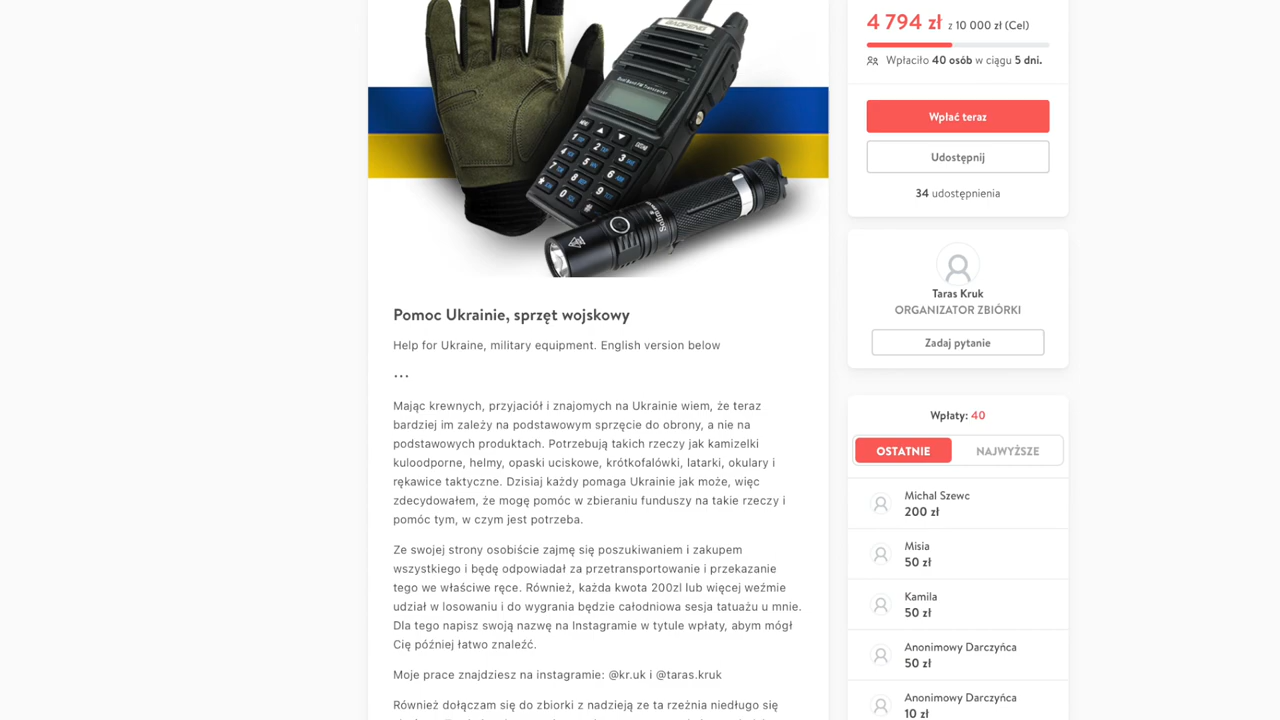 BAOFENG
Dual Band FM Transceiver
Sofirn
4 794 zł z 10 000 zł (Cel)
Wpłaciło 40 osób w ciągu 5 dni.
Wpłać teraz
Udostępnij
34 udostępnienia
Taras Kruk
ORGANIZATOR ZBIÓRKI
Zadaj pytanie
Pomoc Ukrainie, sprzęt wojskowy
Help for Ukraine, military equipment. English version below
...
Mając krewnych, przyjaciół i znajomych na Ukrainie wiem, że teraz
bardziej im zależy na podstawowym sprzęcie do obrony, a nie na
podstawowych produktach. Potrzebują takich rzeczy jak kamizelki
kuloodporne, helmy, opaski uciskowe, krótkofalówki, latarki, okulary i
rękawice taktyczne. Dzisiaj każdy pomaga Ukrainie jak może, więc
zdecydowałem, że mogę pomóc w zbieraniu funduszy na takie rzeczy i
pomóc tym, w czym jest potrzeba.
Ze swojej strony osobiście zajmę się poszukiwaniem i zakupem
wszystkiego i będę odpowiadał za przetransportowanie i przekazanie
tego we właściwe ręce. Również, każda kwota 200zl lub więcej weźmie
udział w losowaniu i do wygrania będzie całodniowa sesja tatuażu u mnie.
Dla tego napisz swoją nazwę na Instagramie w tytule wpłaty, abym mógł
Cię później łatwo znaleźć.
Moje prace znajdziesz na instagramie: @kr.uk i @taras.kruk
Również dołączam się do zbiorki z nadzieją ze ta rzeźnia niedługo się
Wpłaty: 40
OSTATNIE
NAJWYŻSZE
Michal Szewc
200 zł
Misia
50 zł
Kamila
50 zł
Anonimowy Darczyńca
50 zł
Anonimowy Darczyńca
10 zł